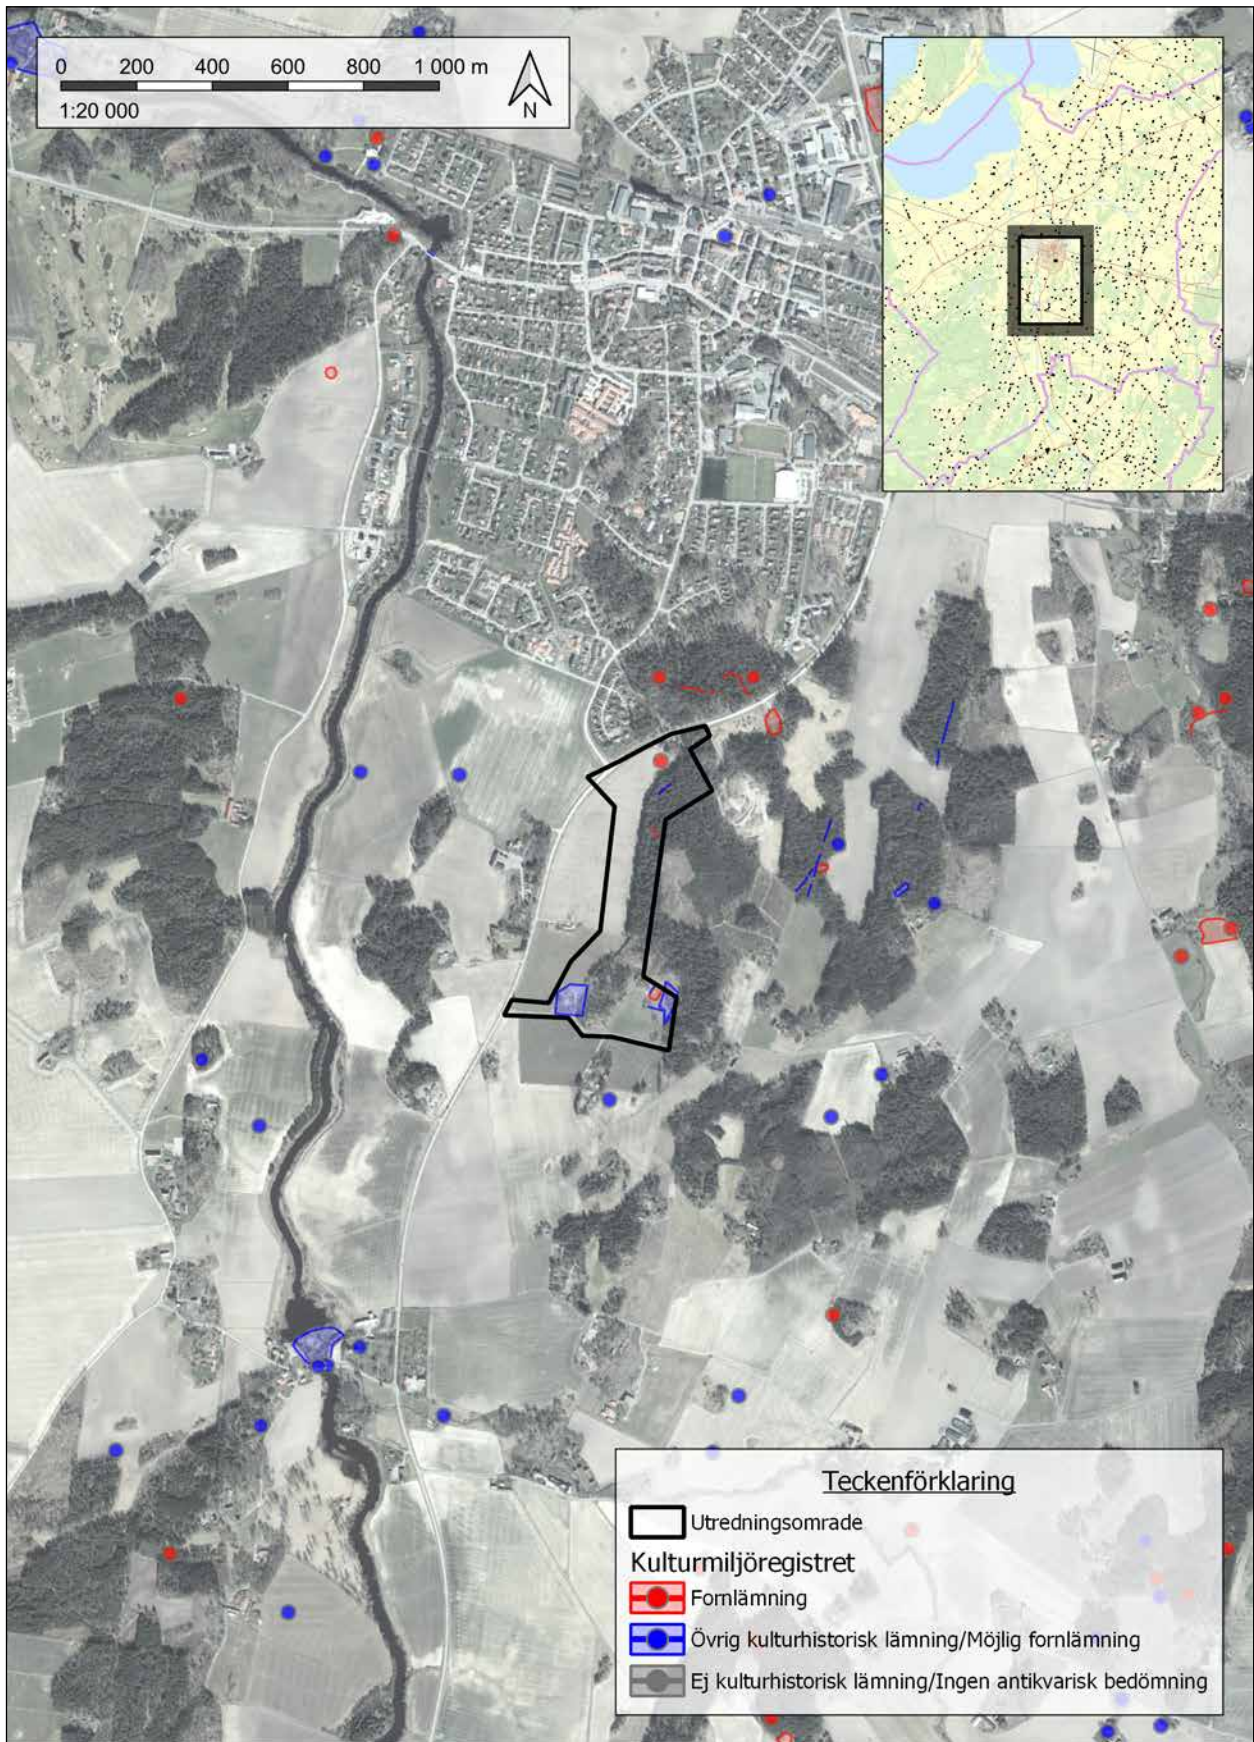 0 200 400 600 800 1 000 m
1:20 000
N
Teckenförklaring
Utredningsomrade
Kulturmiljöregistret
Fornlämning
Övrig kulturhistorisk lämning/Möjlig fornlämning
Ej kulturhistorisk lämning/Ingen antikvarisk bedömning